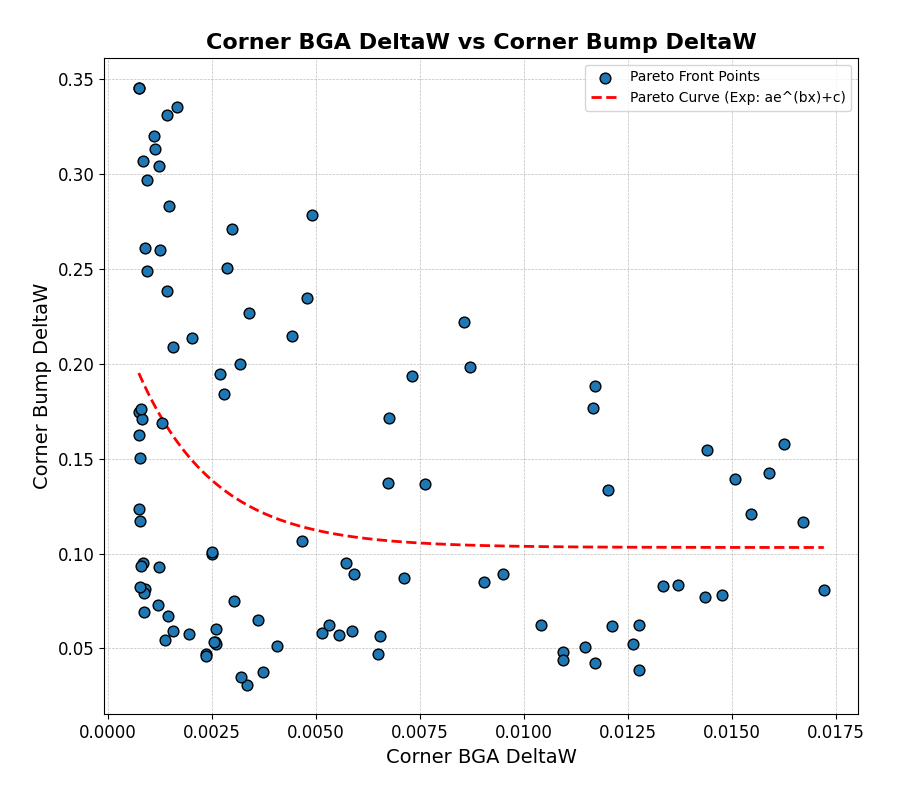 Corner BGA DeltaW vs Corner Bump DeltaW
Pareto Front Points
Pareto Curve (Exp: ae^(bx)+c)
0.35
0.30
0.25
0.20
0.15
0.10
0.05
Corner Bump DeltaW
0.0000 0.0025 0.0050 0.0075 0.0100 0.0125 0.0150 0.0175
Corner BGA DeltaW